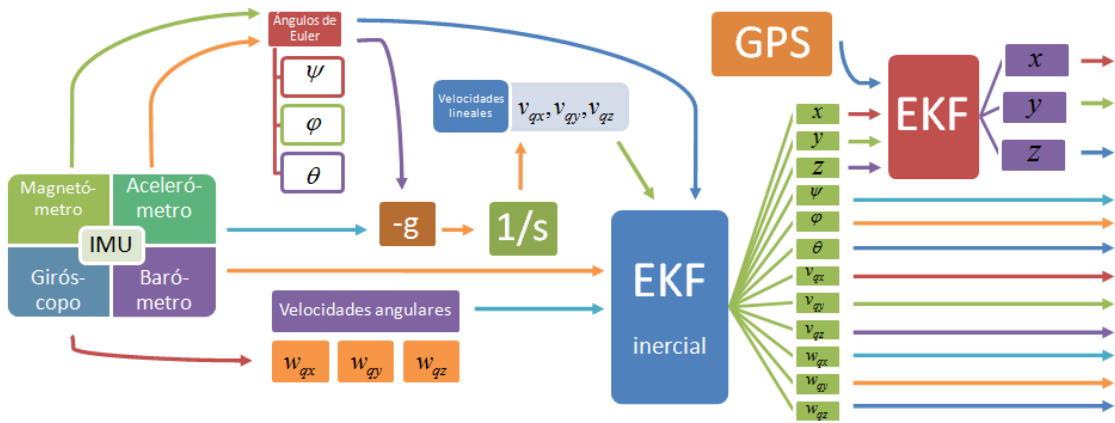 Ángulos de
Euler
ψ
φ
θ
Magnetó-
metro
Aceleró-
metro
IMU
Girós-
copo
Baró-
metro
Velocidades
lineales
v_qx, v_qy, v_qz
-g
1/s
Velocidades angulares
w_qx
w_qy
w_qz
EKF
inercial
GPS
x
y
z
ψ
φ
θ
v_qx
v_qy
v_qz
w_qx
w_qy
w_qz
EKF
x
y
z